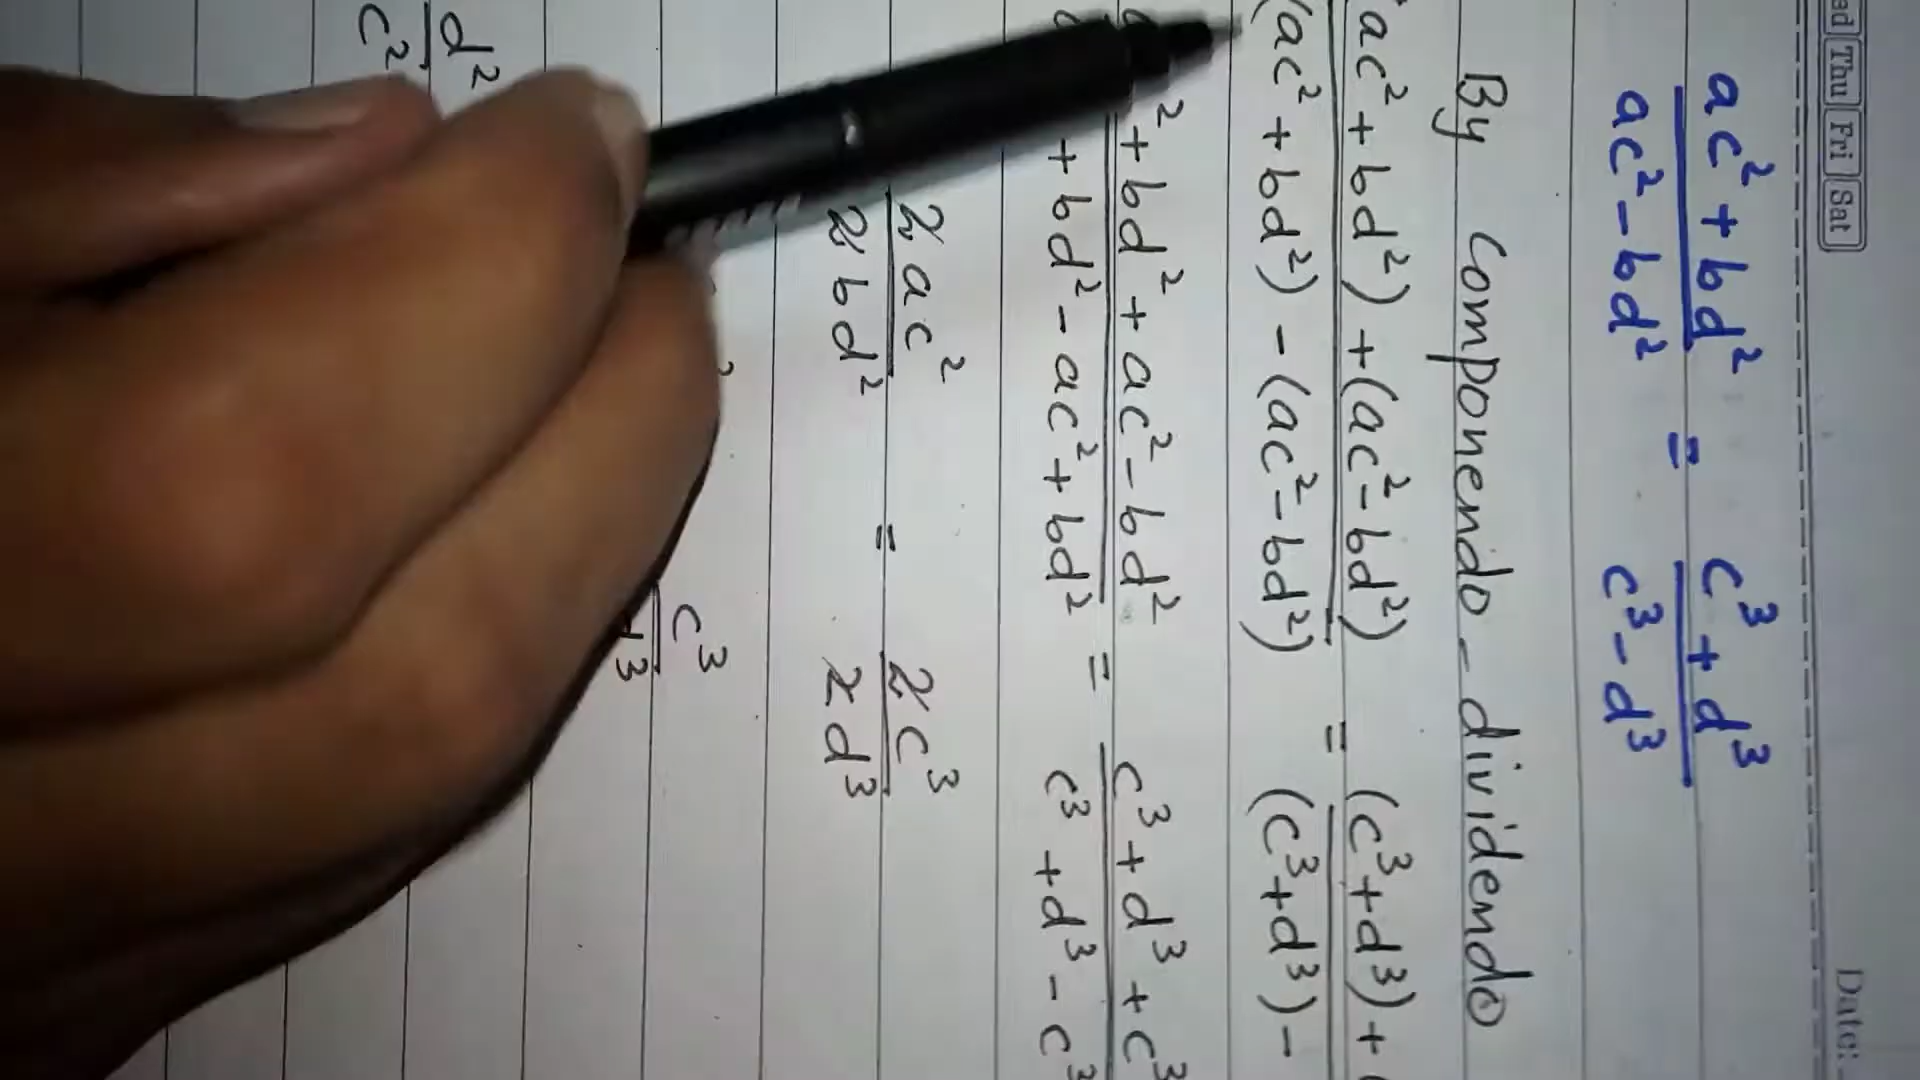 Thu Fri Sat Date:
ac²+bd² / ac²-bd² = c³+d³ / c³-d³
By Componendo-dividendo
ac²+bd²)+(ac²-bd²) / (ac²+bd²)-(ac²-bd²) = (c³+d³)+ / (c³+d³)-
²+bd²+ac²-bd² / +bd²-ac²+bd² = c³+d³+c³ / c³+d³-c³
2ac² / 2bd² = 2c³ / 2d³
c³ / d³
d² / c²